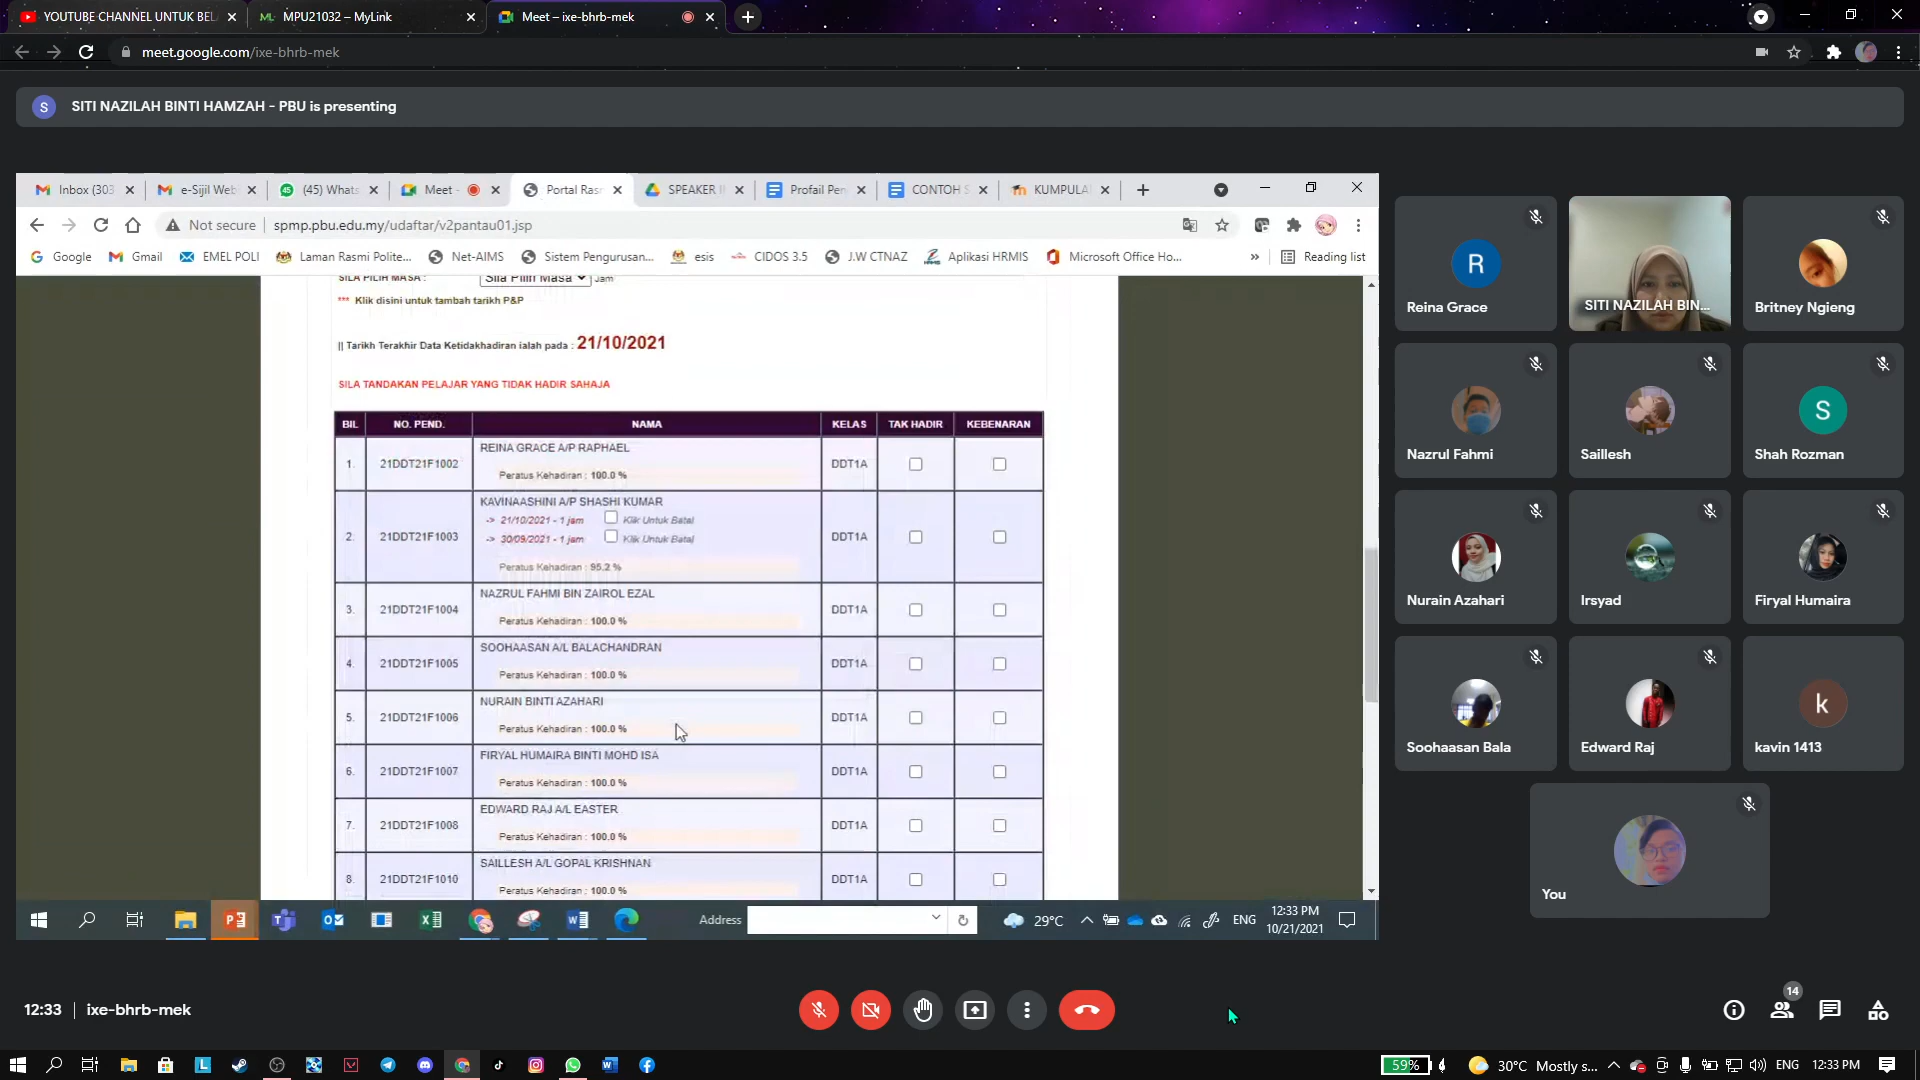 YOUTUBE CHANNEL UNTUK BEL
MPU21032 – MyLink
Meet – ixe-bhrb-mek
meet.google.com/ixe-bhrb-mek
S
SITI NAZILAH BINTI HAMZAH - PBU is presenting
Inbox (303
e-Sijil Web
(45) Whats
Meet -
Portal Ras
SPEAKER I
Profail Pen
CONTOH S
KUMPULA
Not secure
spmp.pbu.edu.my/udaftar/v2pantau01.jsp
Google
Gmail
EMEL POLI
Laman Rasmi Polite...
Net-AIMS
Sistem Pengurusan...
esis
CIDOS 3.5
J.W CTNAZ
Aplikasi HRMIS
Microsoft Office Ho...
»
Reading list
SILA PILIH MASA :
Sila Pilih Masa
Jam
*** Klik disini untuk tambah tarikh P&P
|| Tarikh Terakhir Data Ketidakhadiran ialah pada : 21/10/2021
SILA TANDAKAN PELAJAR YANG TIDAK HADIR SAHAJA
BIL NO. PEND. NAMA KELAS TAK HADIR KEBENARAN
REINA GRACE A/P RAPHAEL
1. 21DDT21F1002 DDT1A
Peratus Kehadiran : 100.0 %
KAVINAASHINI A/P SHASHI KUMAR
-> 21/10/2021 - 1 jam Klik Untuk Batal
2. 21DDT21F1003 DDT1A
-> 30/09/2021 - 1 jam Klik Untuk Batal
Peratus Kehadiran : 95.2 %
NAZRUL FAHMI BIN ZAIROL EZAL
3. 21DDT21F1004 DDT1A
Peratus Kehadiran : 100.0 %
SOOHAASAN A/L BALACHANDRAN
4. 21DDT21F1005 DDT1A
Peratus Kehadiran : 100.0 %
NURAIN BINTI AZAHARI
5. 21DDT21F1006 DDT1A
Peratus Kehadiran : 100.0 %
FIRYAL HUMAIRA BINTI MOHD ISA
6. 21DDT21F1007 DDT1A
Peratus Kehadiran : 100.0 %
EDWARD RAJ A/L EASTER
7. 21DDT21F1008 DDT1A
Peratus Kehadiran : 100.0 %
SAILLESH A/L GOPAL KRISHNAN
8. 21DDT21F1010 DDT1A
Peratus Kehadiran : 100.0 %
Address
29°C
ENG
12:33 PM
10/21/2021
R
Reina Grace
SITI NAZILAH BIN...
Britney Ngieng
Nazrul Fahmi
Saillesh
S
Shah Rozman
Nurain Azahari
Irsyad
Firyal Humaira
Soohaasan Bala
Edward Raj
k
kavin 1413
You
12:33 | ixe-bhrb-mek
14
59%
30°C Mostly s...
ENG
12:33 PM